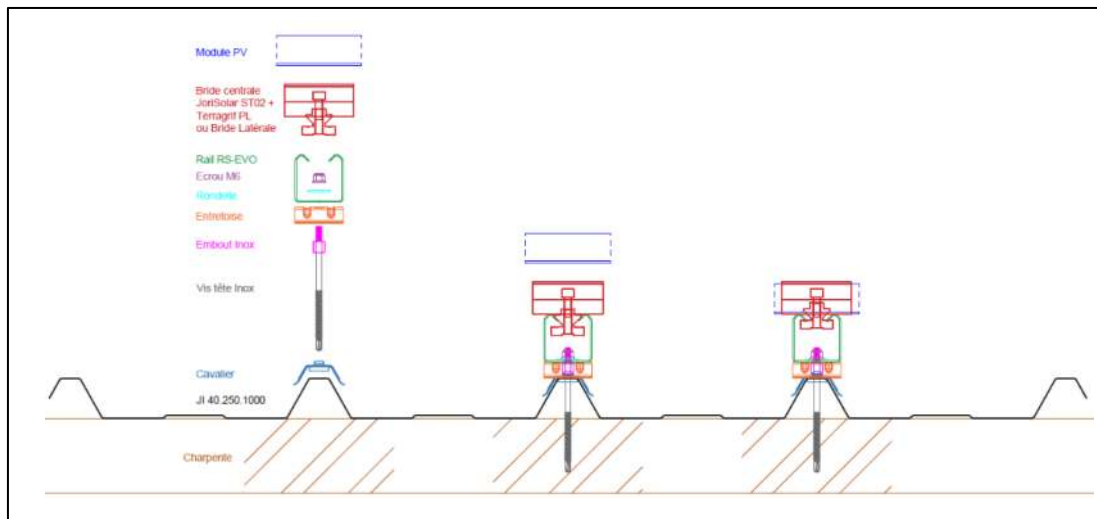 Module PV
Bride centrale
JoriSolar ST02 +
Terragrif PL
ou Bride Latérale
Rail RS-EVO
Ecrou M6
Rondelle
Entretoise
Embout Inox
Vis tête Inox
Cavalier
JI 40.250.1000
Charpente